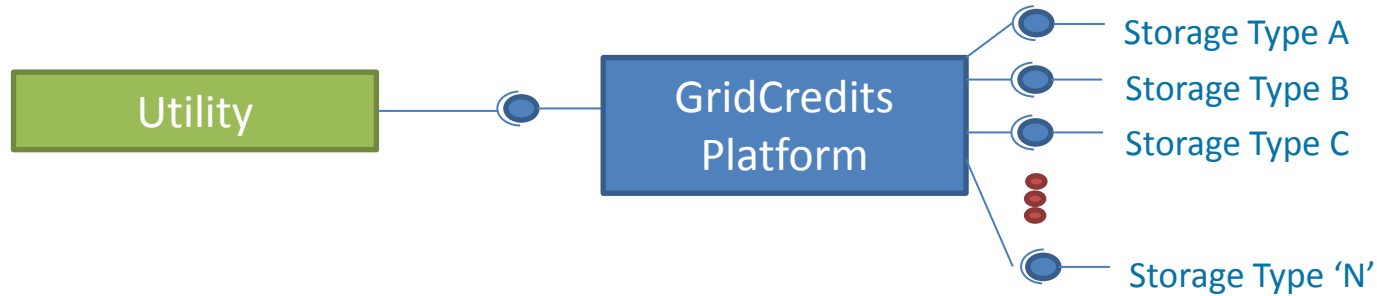 Utility
GridCredits
Platform
Storage Type A
Storage Type B
Storage Type C
Storage Type ‘N’